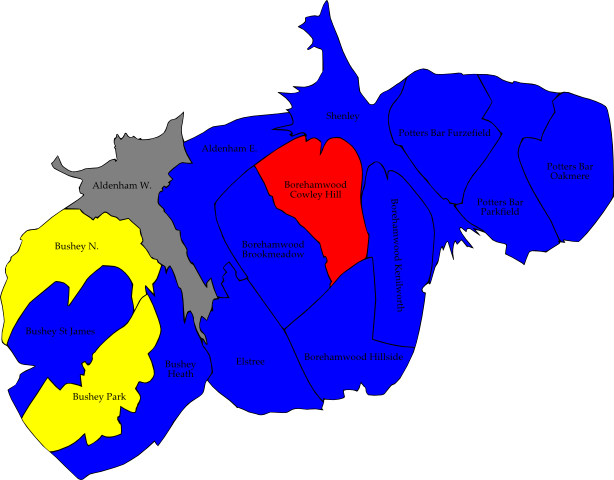 Shenley
Potters Bar Furzefield
Aldenham E.
Potters Bar
Oakmere
Aldenham W.
Borehamwood
Cowley Hill
Potters Bar
Parkfield
Borehamwood Kenilworth
Bushey N.
Borehamwood
Brookmeadow
Bushey St James
Elstree
Borehamwood Hillside
Bushey
Heath
Bushey Park